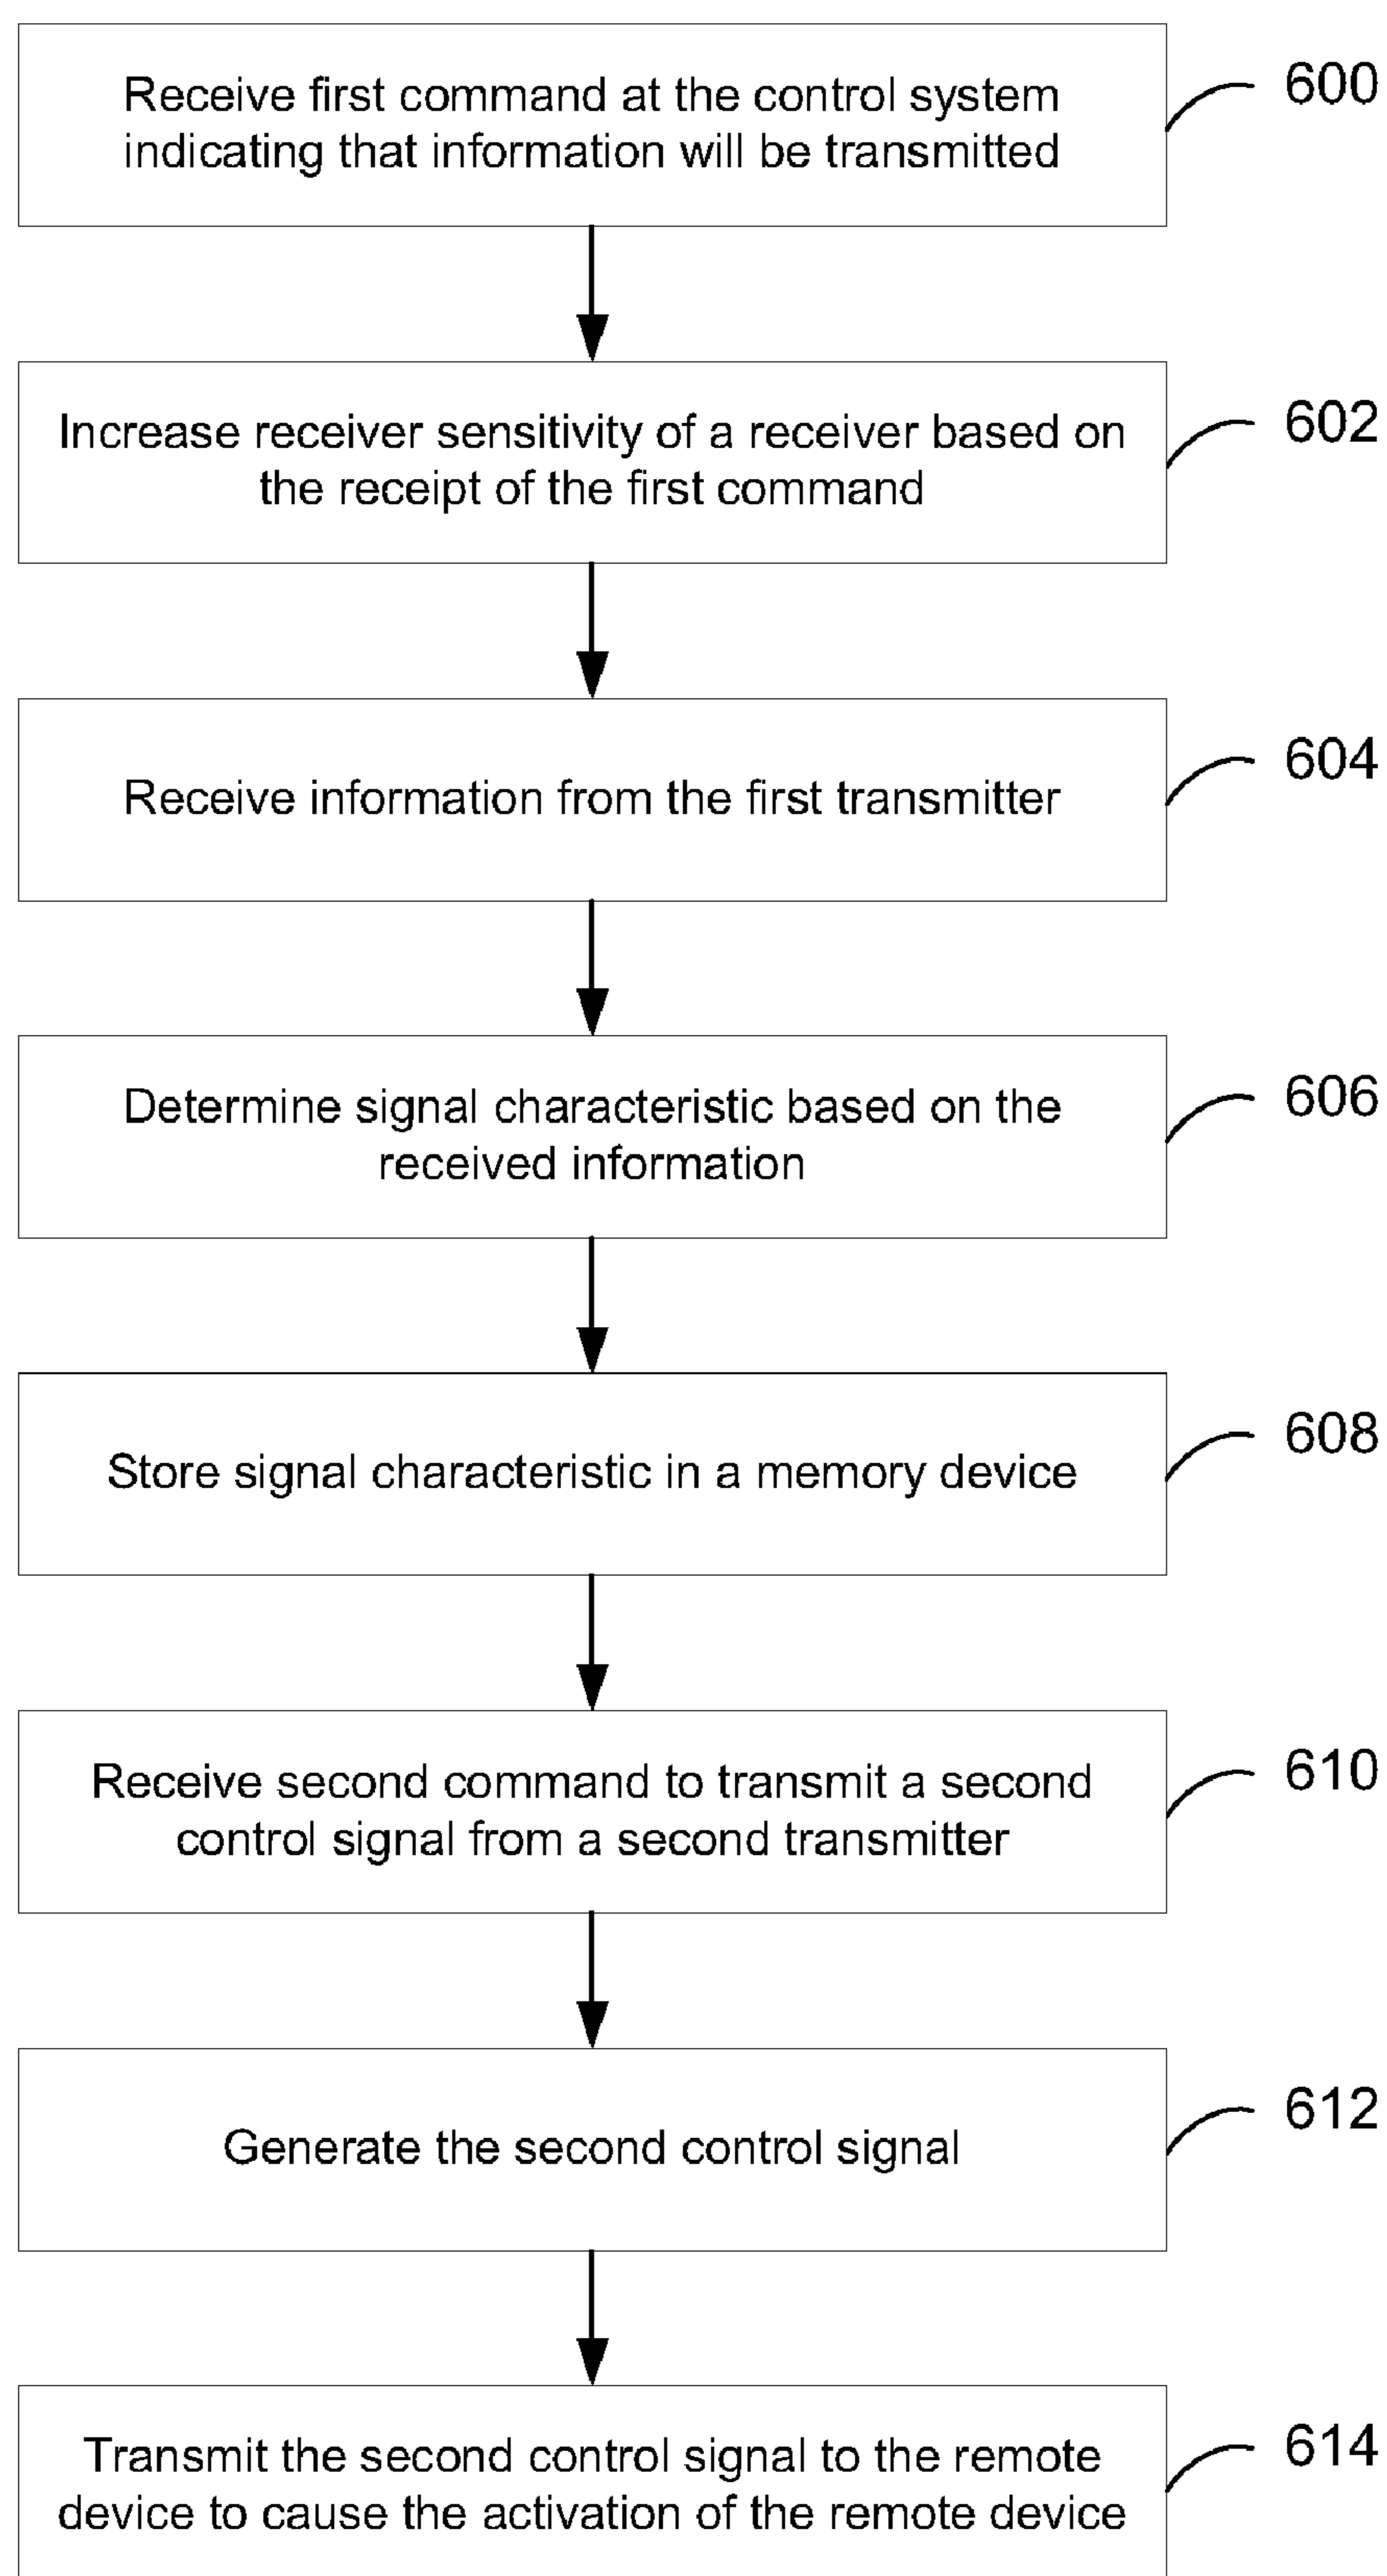 Receive first command at the control system
indicating that information will be transmitted
600
Increase receiver sensitivity of a receiver based on
the receipt of the first command
602
Receive information from the first transmitter
604
Determine signal characteristic based on the
received information
606
Store signal characteristic in a memory device
608
Receive second command to transmit a second
control signal from a second transmitter
610
Generate the second control signal
612
Transmit the second control signal to the remote
device to cause the activation of the remote device
614